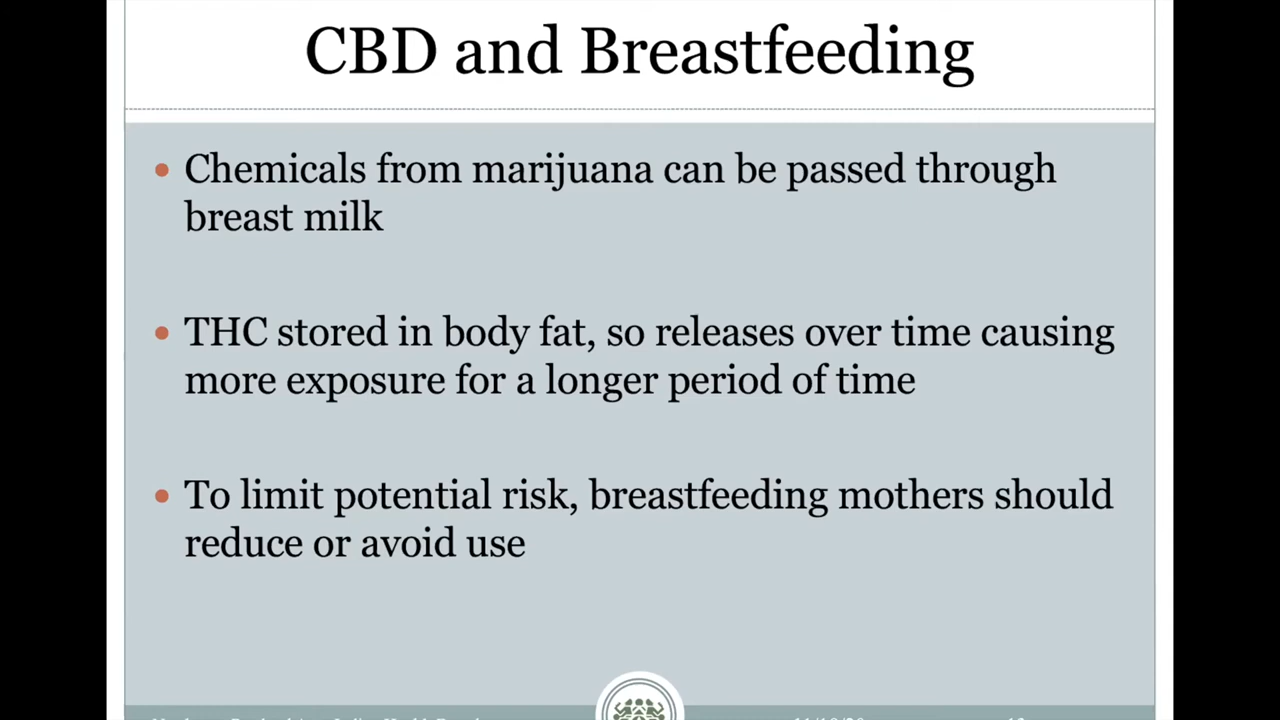 CBD and Breastfeeding
• Chemicals from marijuana can be passed through
breast milk
• THC stored in body fat, so releases over time causing
more exposure for a longer period of time
• To limit potential risk, breastfeeding mothers should
reduce or avoid use